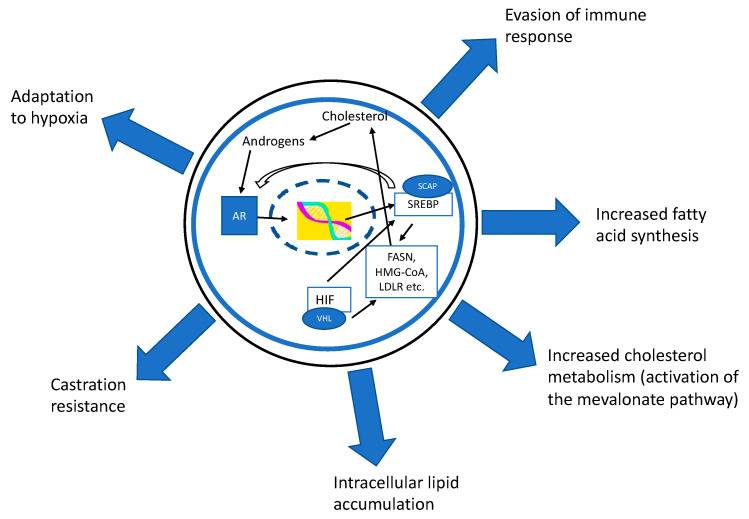 Evasion of immune
response
Adaptation
to hypoxia
Cholesterol
Androgens
SCAP
AR
SREBP
Increased fatty
acid synthesis
FASN,
HMG-CoA,
LDLR etc.
HIF
VHL
Increased cholesterol
metabolism (activation of
the mevalonate pathway)
Castration
resistance
Intracellular lipid
accumulation